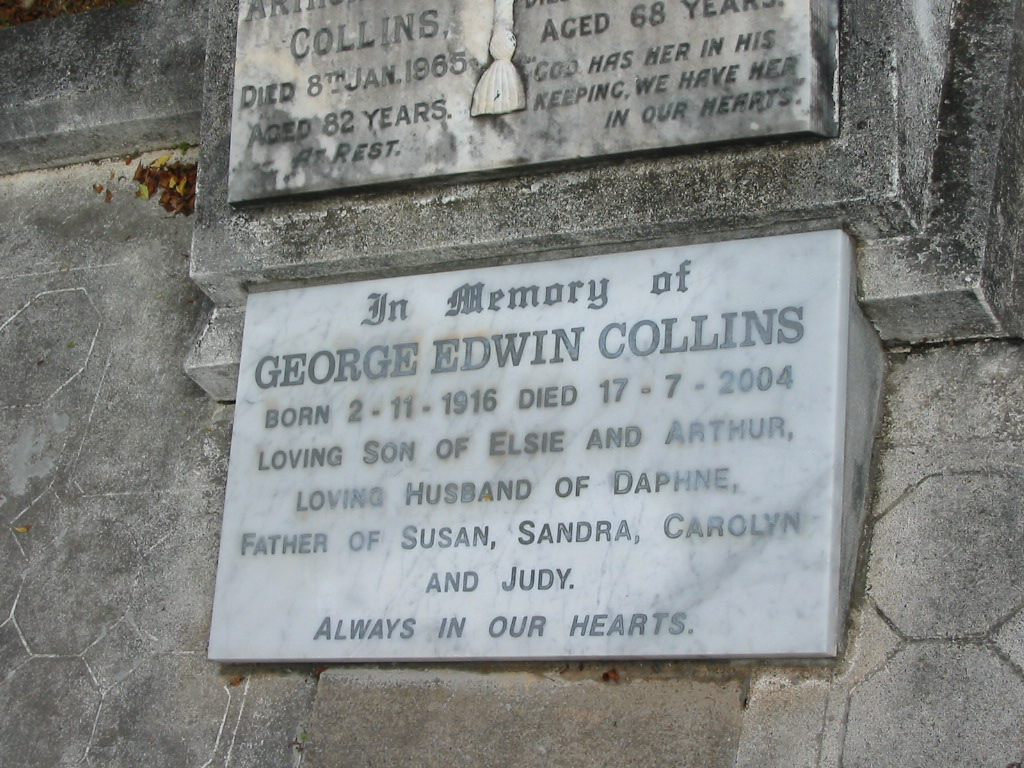 COLLINS,
DIED 8TH JAN. 1965
AGED 82 YEARS.
AT REST.
AGED 68 YEARS.
"GOD HAS HER IN HIS
KEEPING, WE HAVE HER
IN OUR HEARTS.
In Memory of
GEORGE EDWIN COLLINS
BORN 2-11-1916 DIED 17-7-2004
LOVING SON OF ELSIE AND ARTHUR,
LOVING HUSBAND OF DAPHNE,
FATHER OF SUSAN, SANDRA, CAROLYN
AND JUDY.
ALWAYS IN OUR HEARTS.